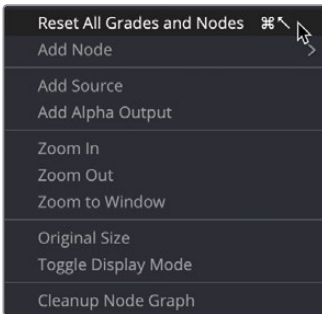 Reset All Grades and Nodes ⌘↖
Add Node >
Add Source
Add Alpha Output
Zoom In
Zoom Out
Zoom to Window
Original Size
Toggle Display Mode
Cleanup Node Graph